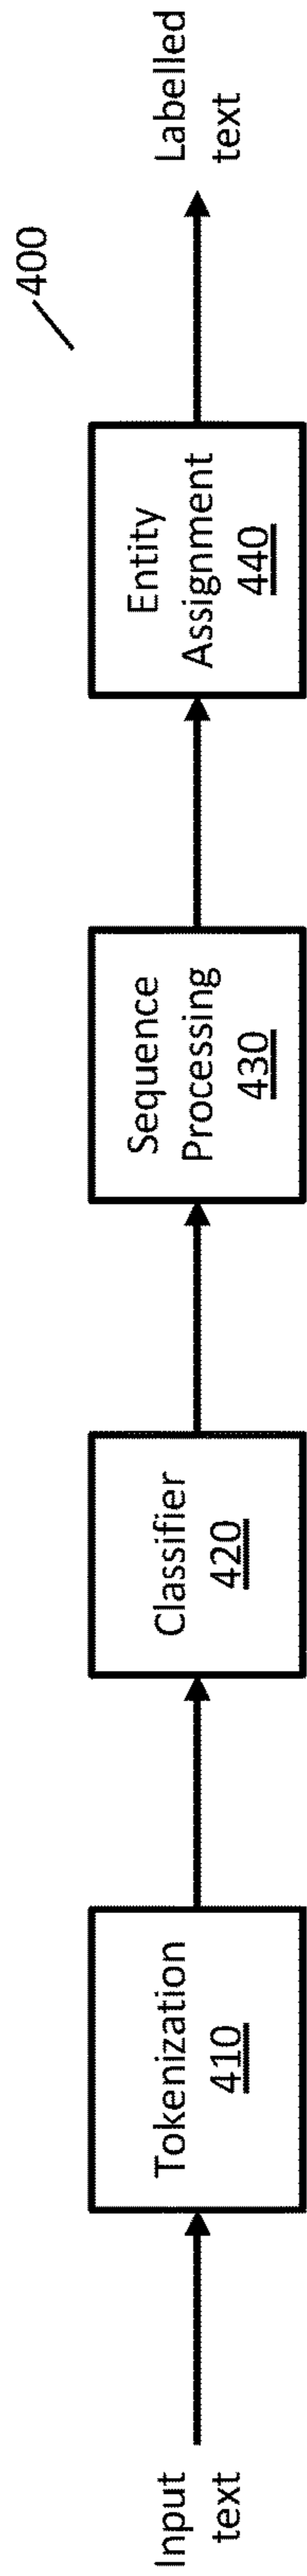 400
Input
text
Tokenization
410
Classifier
420
Sequence
Processing
430
Entity
Assignment
440
Labelled
text